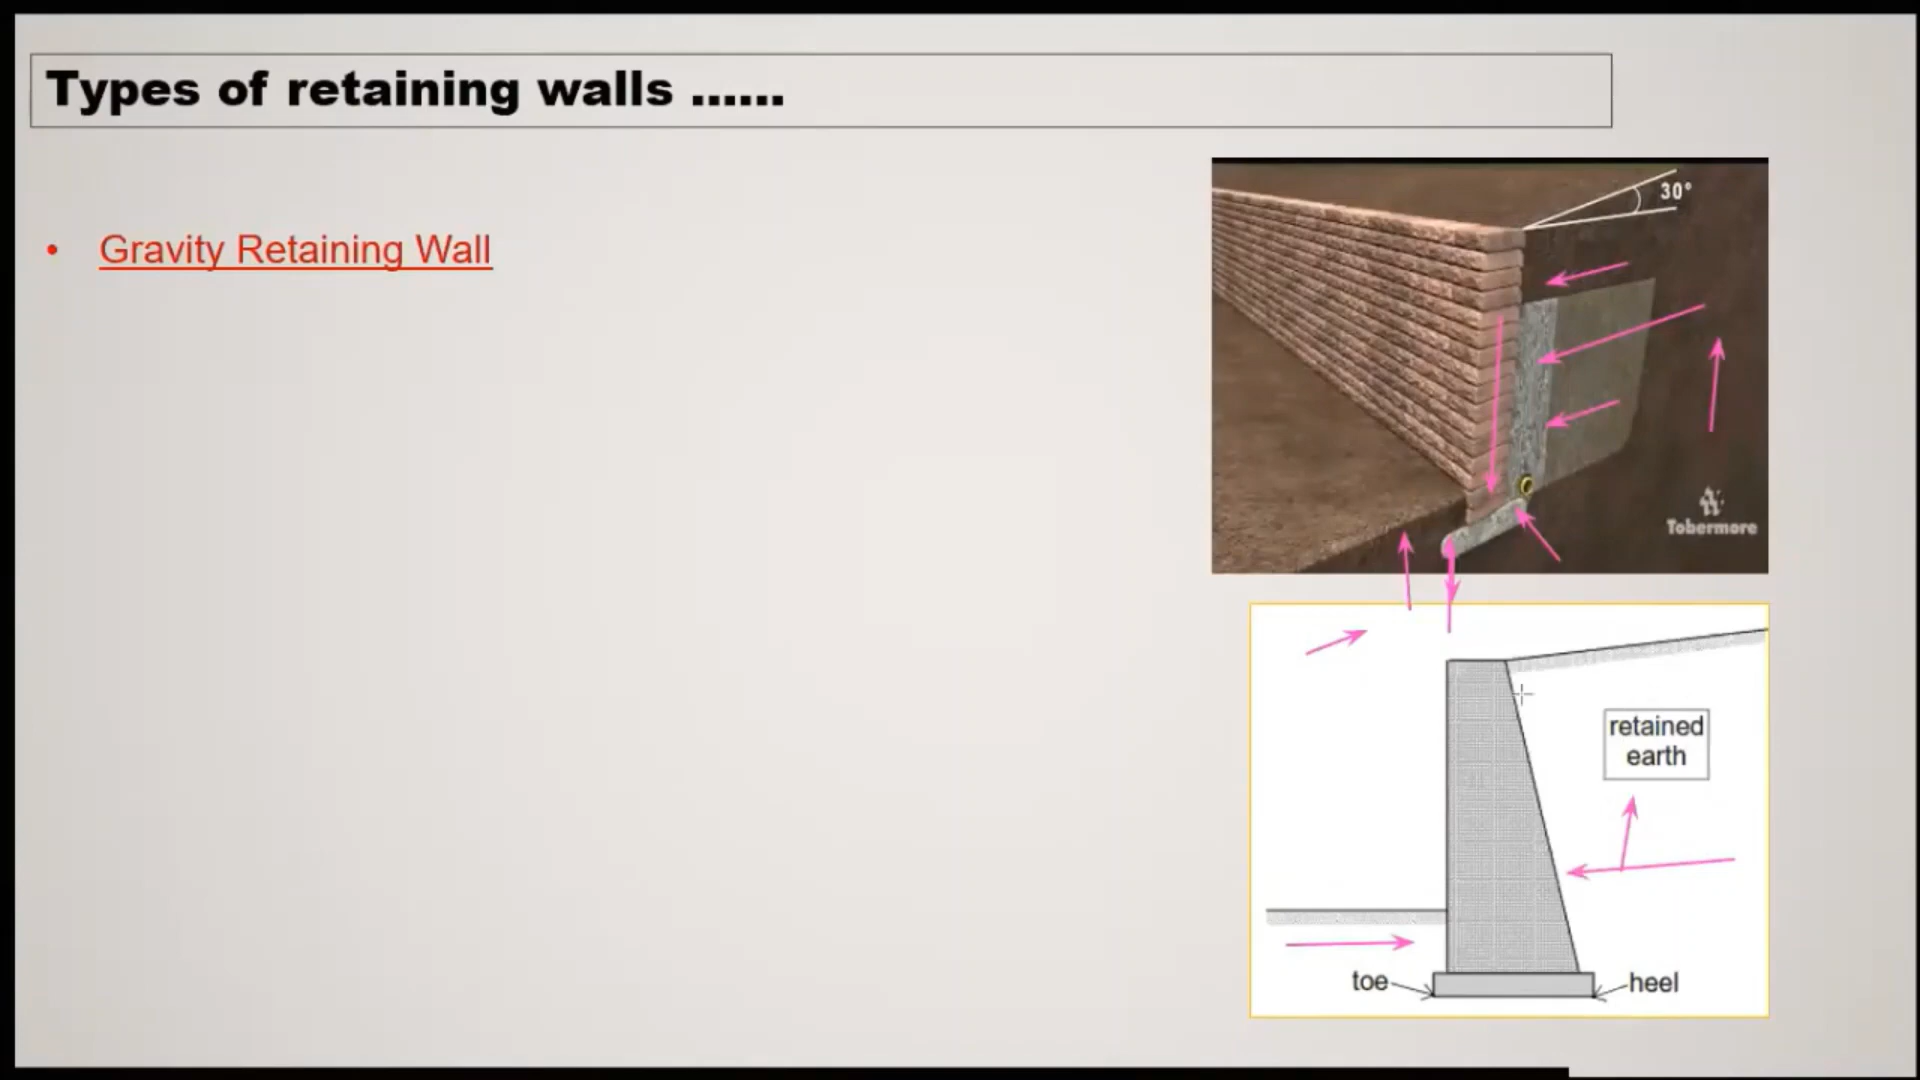 Types of retaining walls ......
• Gravity Retaining Wall
30°
Tobermore
retained
earth
toe
heel